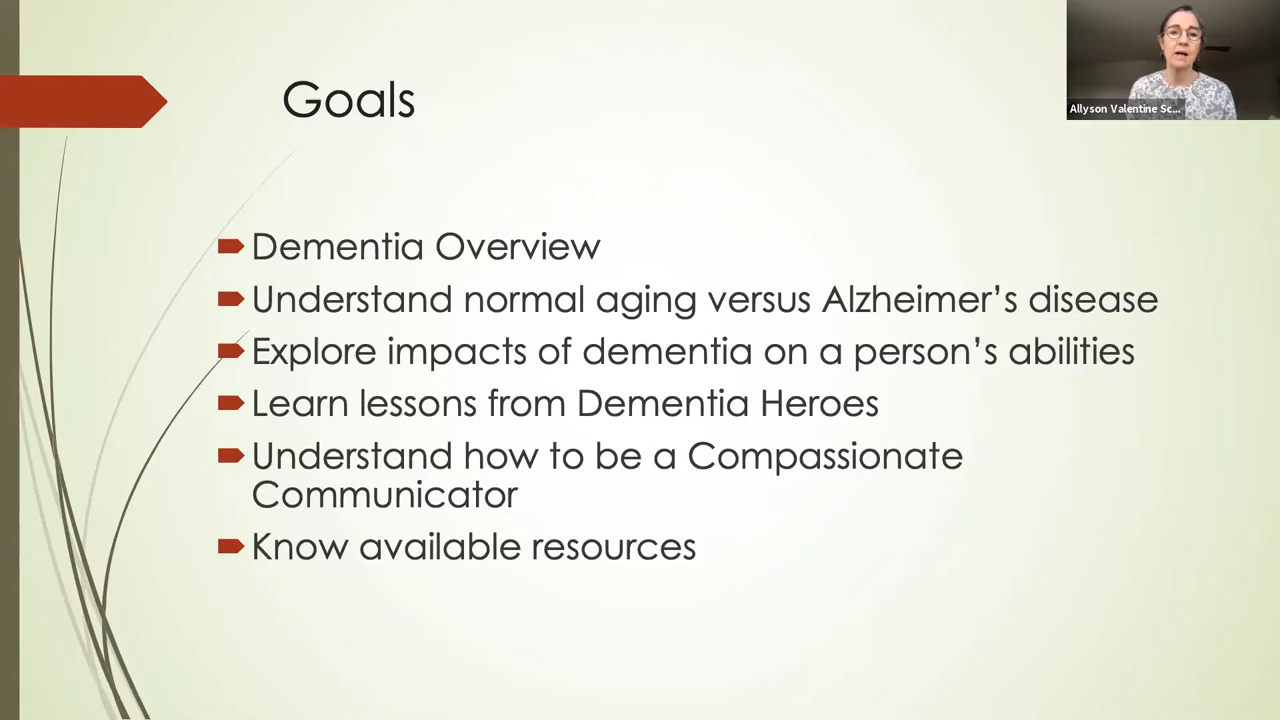 Goals
Allyson Valentine Sc...
Dementia Overview
Understand normal aging versus Alzheimer’s disease
Explore impacts of dementia on a person’s abilities
Learn lessons from Dementia Heroes
Understand how to be a Compassionate
Communicator
Know available resources